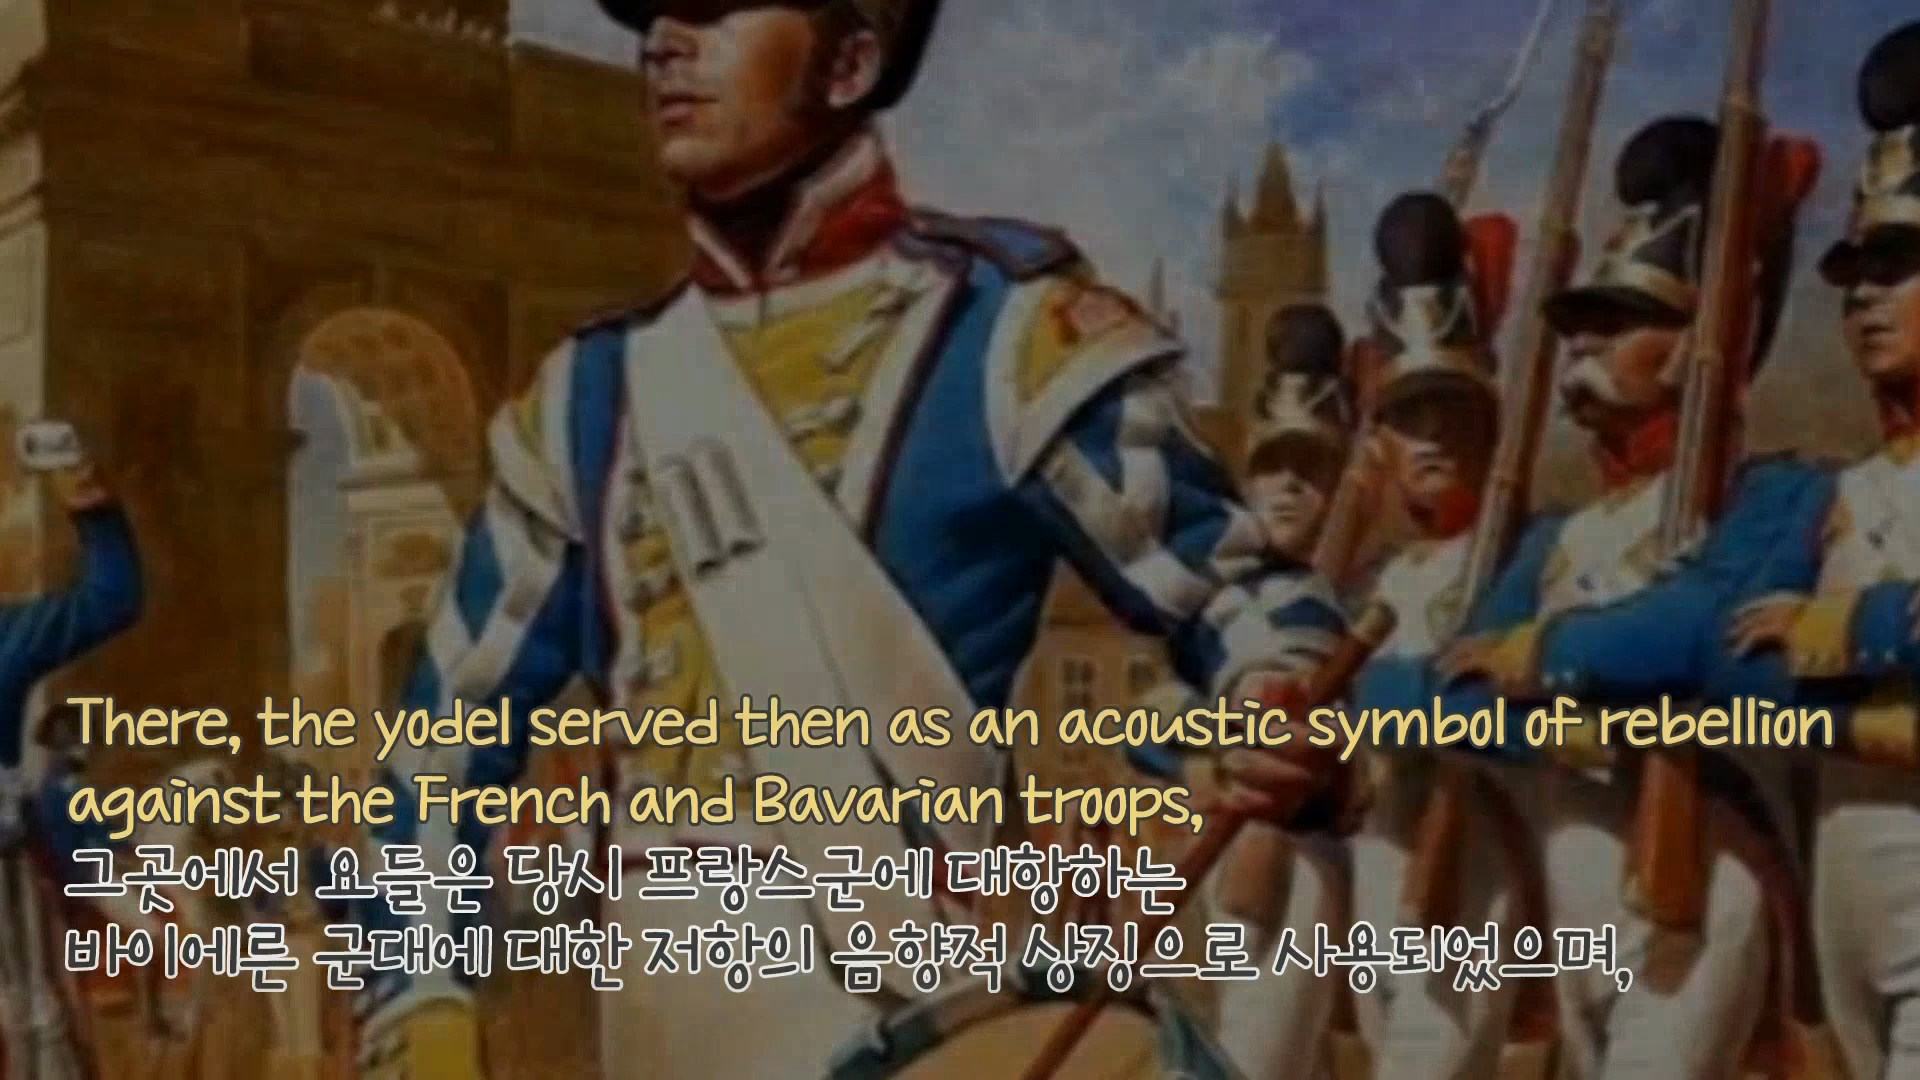 There, the yodel served then as an acoustic symbol of rebellion
against the French and Bavarian troops,
그곳에서 요들은 당시 프랑스군에 대항하는
바이에른 군대에 대한 저항의 음향적 상징으로 사용되었으며,